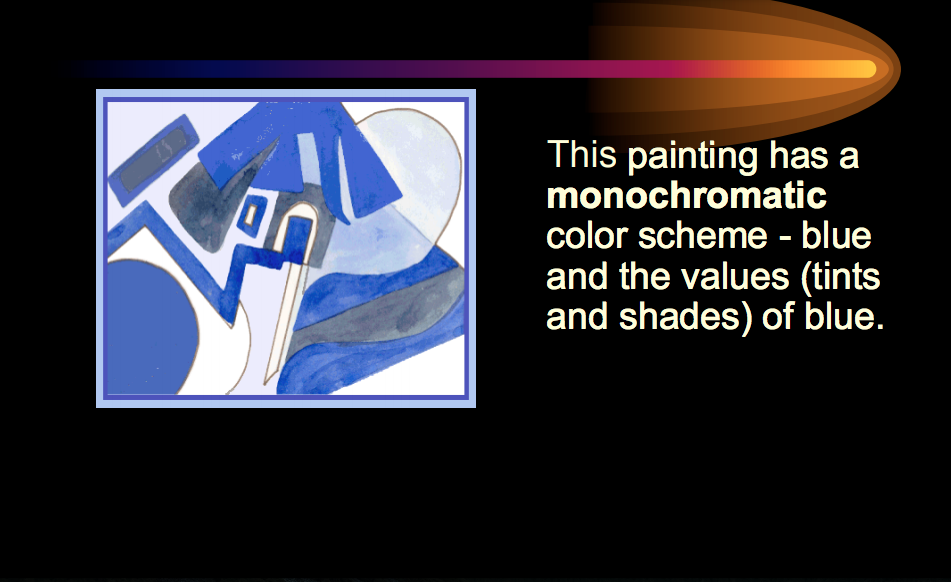 This painting has a
monochromatic
color scheme - blue
and the values (tints
and shades) of blue.